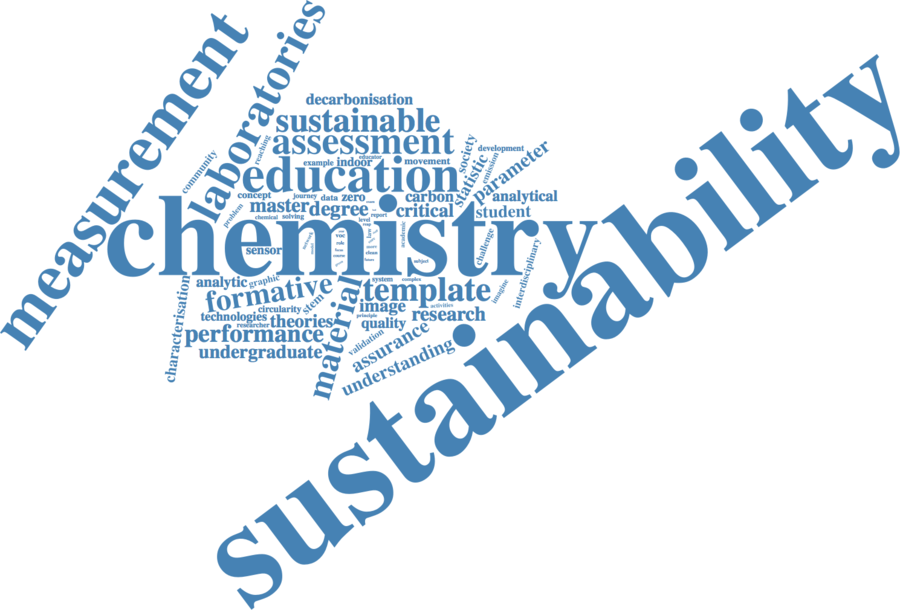 measurement
laboratories
sustainability
decarbonisation
sustainable
assessment
reaching
community
society
development
educator
example
indoor
movement
emission
statistic
parameter
education
concept
journey
data
zero_
carbon
analytical
master
degree
critical
student
problem
chemical
solving
level
report
academic
chemistry
sensor
voc
challenge
interdisciplinary
subject
analytic
graphic
system
complex
imagine
formative
template
material
stem
characterisation
circularity
image
activities
technologies
researcher
theories
principle
quality
research
performance
validation
assurance
undergraduate
understanding